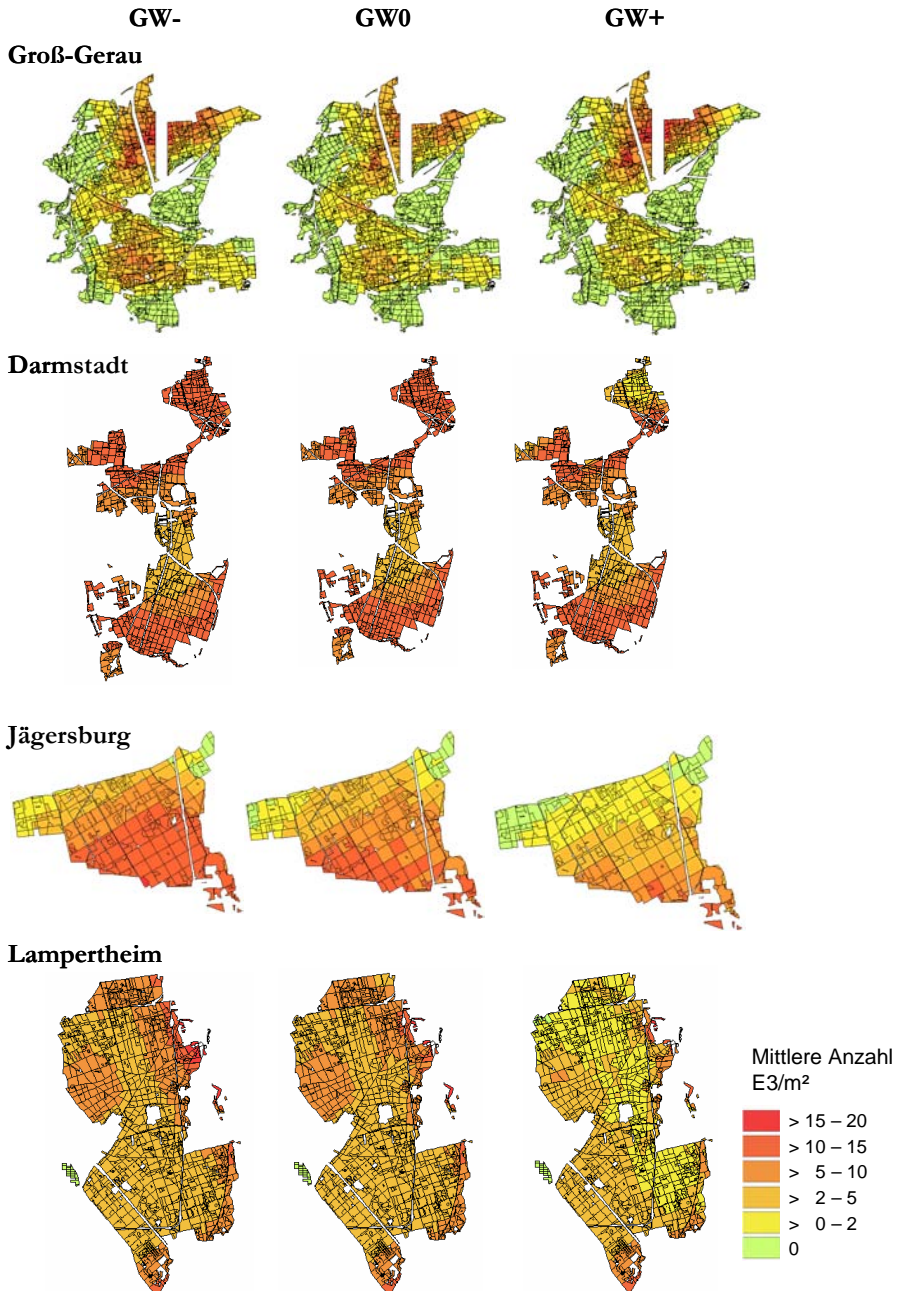 GW- GW0 GW+
Groß-Gerau
Darmstadt
Jägersburg
Lampertheim
Mittlere Anzahl
E3/m²
> 15 – 20
> 10 – 15
> 5 – 10
> 2 – 5
> 0 – 2
0